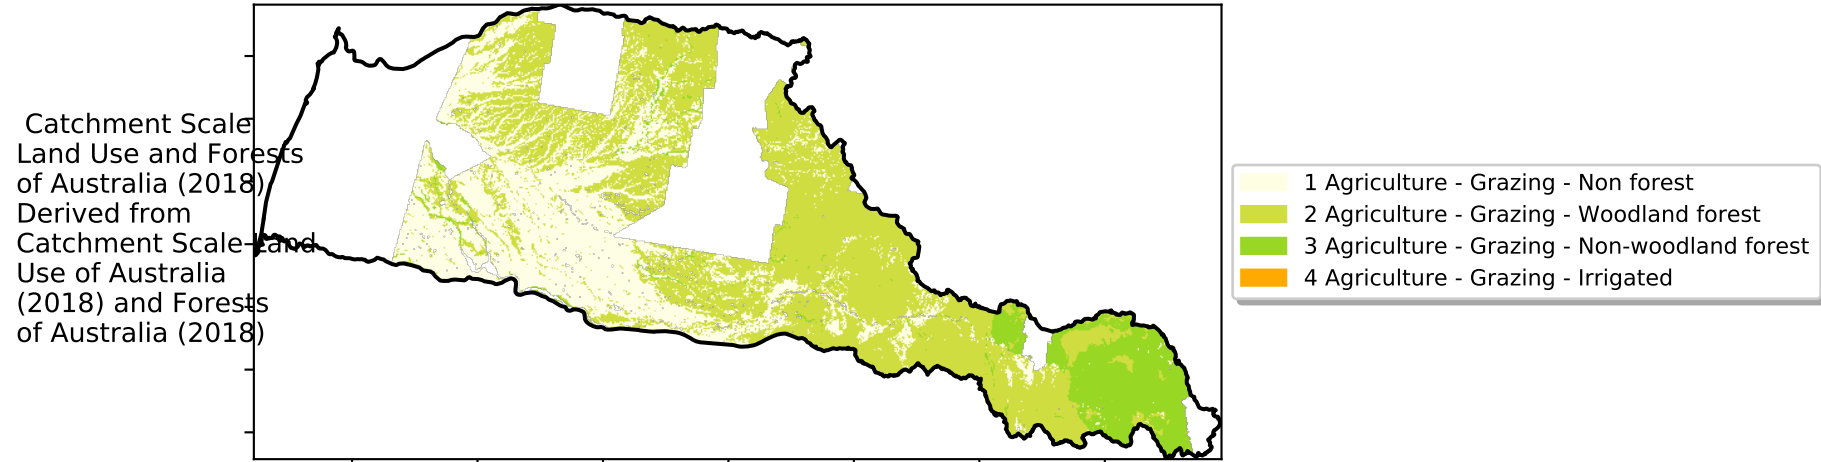 Catchment Scale
Land Use and Forests
of Australia (2018)
Derived from
Catchment Scale Land
Use of Australia
(2018) and Forests
of Australia (2018)
1 Agriculture - Grazing - Non forest
2 Agriculture - Grazing - Woodland forest
3 Agriculture - Grazing - Non-woodland forest
4 Agriculture - Grazing - Irrigated